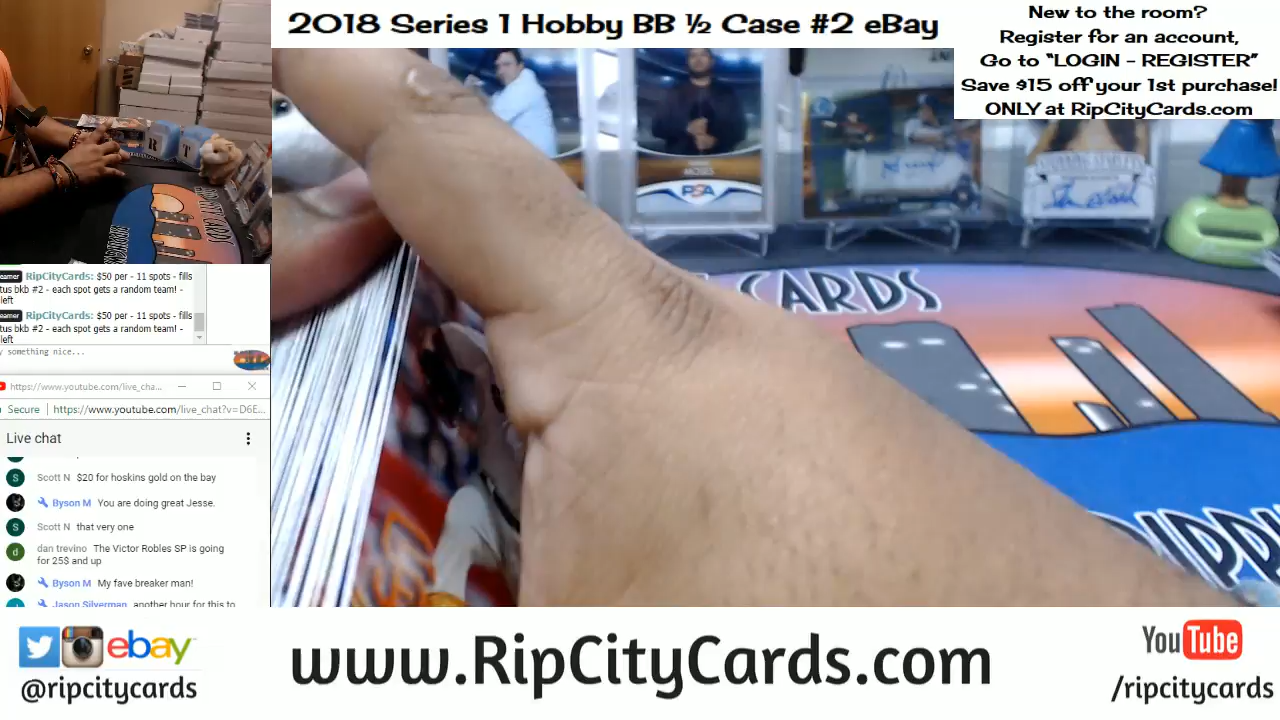 2018 Series 1 Hobby BB ½ Case #2 eBay
New to the room?
Register for an account,
Go to “LOGIN – REGISTER”
Save $15 off your 1st purchase!
ONLY at RipCityCards.com
R T
PSA
CARDS
eamer RipCityCards: $50 per - 11 spots - fills
tus bkb #2 - each spot gets a random team! -
left
eamer RipCityCards: $50 per - 11 spots - fills
tus bkb #2 - each spot gets a random team! -
left
y something nice...
https://www.youtube.com/live_cha...
Secure https://www.youtube.com/live_chat?v=D6E...
Live chat
S Scott N $20 for hoskins gold on the bay
Byson M You are doing great Jesse.
S Scott N that very one
d dan trevino The Victor Robles SP is going
for 25$ and up
Byson M My fave breaker man!
Jason Silverman another hour for this to
ebay
@ripcitycards
www.RipCityCards.com
YouTube
/ripcitycards